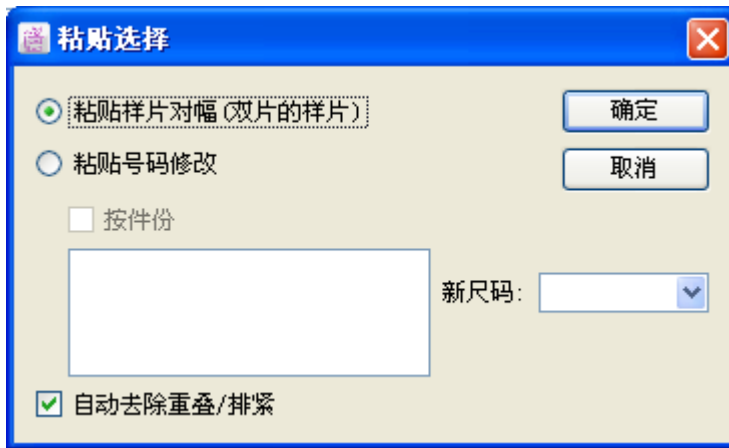 粘贴选择
粘贴样片对幅(双片的样片)
确定
粘贴号码修改
取消
按件份
新尺码:
自动去除重叠/排紧